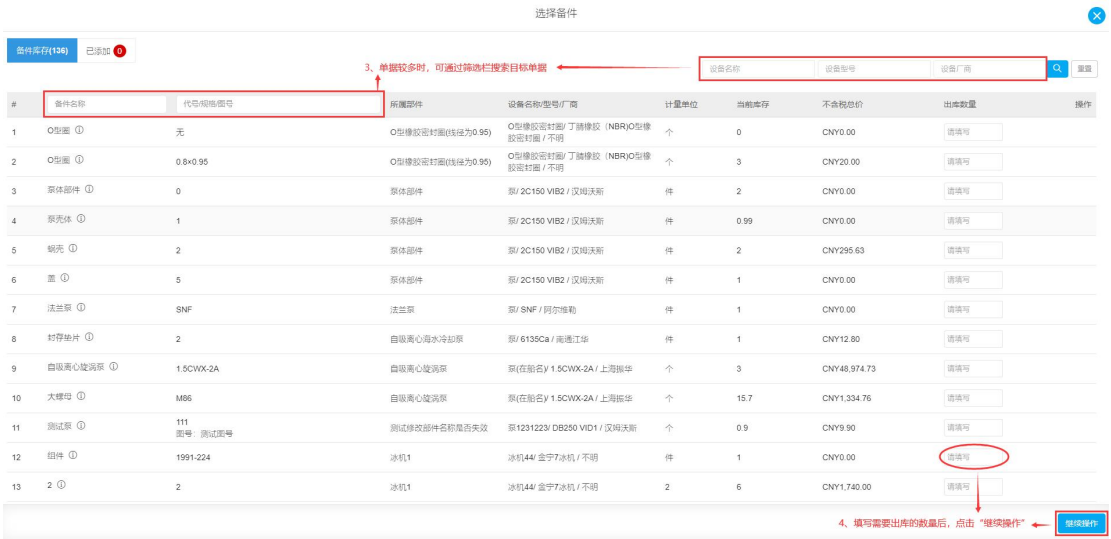 选择备件
备件库存(136) 已添加 0
3、单据较多时，可通过筛选栏搜索目标单据 设备名称 设备型号 设备厂商 重置
# 备件名称 代号/规格/图号 所属部件 设备名称/型号/厂商 计量单位 当前库存 不含税总价 出库数量 操作
1 O型圈 无 O型橡胶密封圈(线径为0.95) O型橡胶密封圈/ 丁腈橡胶（NBR)O型橡胶密封圈 / 不明 个 0 CNY0.00 请填写
2 O型圈 0.8×0.95 O型橡胶密封圈(线径为0.95) O型橡胶密封圈/ 丁腈橡胶（NBR)O型橡胶密封圈 / 不明 个 3 CNY20.00 请填写
3 泵体部件 0 泵体部件 泵/ 2C150 VIB2 / 汉姆沃斯 件 2 CNY0.00 请填写
4 泵壳体 1 泵体部件 泵/ 2C150 VIB2 / 汉姆沃斯 件 0.99 CNY0.00 请填写
5 蜗壳 2 泵体部件 泵/ 2C150 VIB2 / 汉姆沃斯 件 2 CNY295.63 请填写
6 盖 5 泵体部件 泵/ 2C150 VIB2 / 汉姆沃斯 件 1 CNY0.00 请填写
7 法兰泵 SNF 法兰泵 泵/ SNF / 阿尔维勒 件 1 CNY0.00 请填写
8 封存垫片 2 自吸离心海水冷却泵 泵/ 6135Ca / 南通江华 件 1 CNY12.80 请填写
9 自吸离心旋涡泵 1.5CWX-2A 自吸离心旋涡泵 泵(在船名)/ 1.5CWX-2A / 上海振华 个 3 CNY48,974.73 请填写
10 大螺母 M86 自吸离心旋涡泵 泵(在船名)/ 1.5CWX-2A / 上海振华 个 15.7 CNY1,334.76 请填写
11 测试泵 111 图号：测试图号 测试修改部件名称是否失效 泵1231223/ DB250 VID1 / 汉姆沃斯 个 0.9 CNY9.90 请填写
12 组件 1991-224 冰机1 冰机44/ 金宁7冰机 / 不明 件 1 CNY0.00 请填写
13 2 2 冰机1 冰机44/ 金宁7冰机 / 不明 2 6 CNY1,740.00 请填写
4、填写需要出库的数量后，点击“继续操作” 继续操作